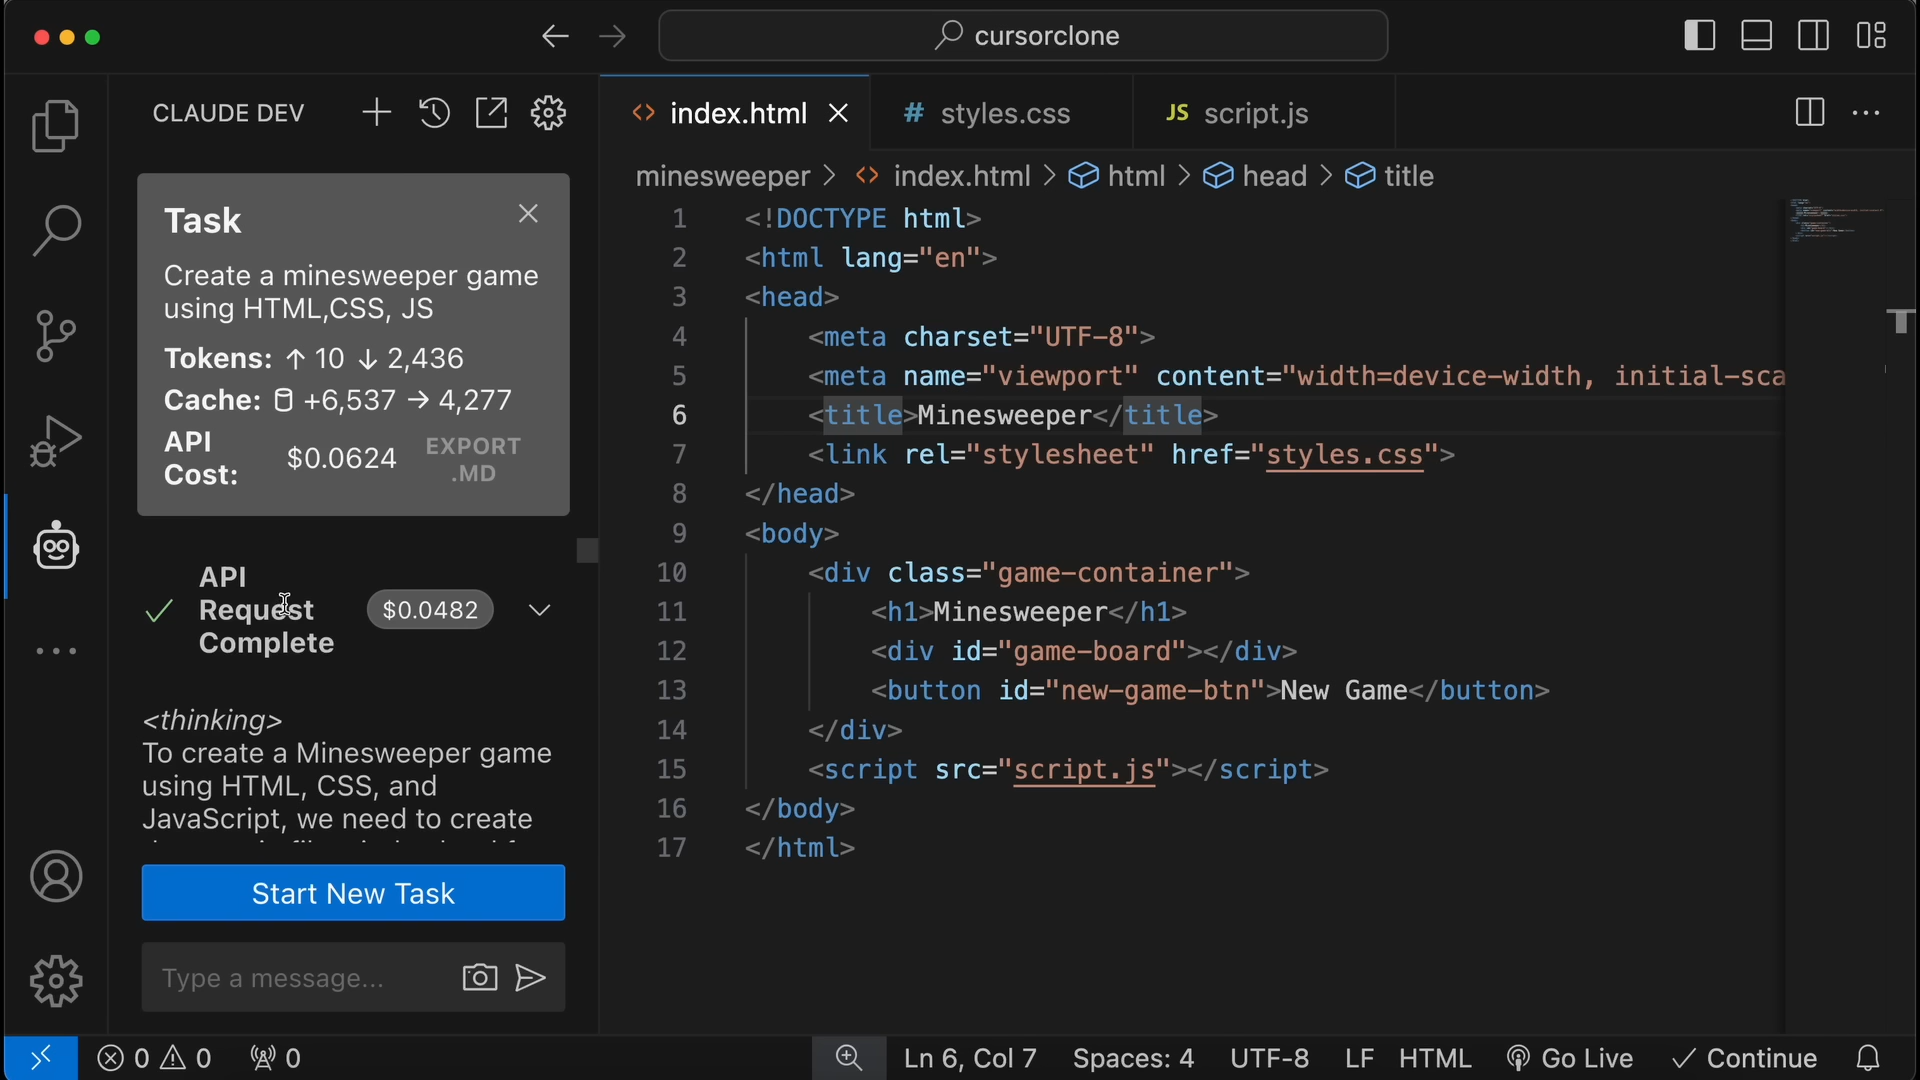 cursorclone
CLAUDE DEV
index.html
# styles.css
JS script.js
Task
Create a minesweeper game
using HTML,CSS, JS
Tokens: ↑ 10 ↓ 2,436
Cache: +6,537 → 4,277
API
Cost:
$0.0624
EXPORT
.MD
API
Request
Complete
$0.0482
<thinking>
To create a Minesweeper game
using HTML, CSS, and
JavaScript, we need to create
Start New Task
Type a message...
minesweeper > <> index.html > html > head > title
1 <!DOCTYPE html>
2 <html lang="en">
3 <head>
4 <meta charset="UTF-8">
5 <meta name="viewport" content="width=device-width, initial-sca
6 <title>Minesweeper</title>
7 <link rel="stylesheet" href="styles.css">
8 </head>
9 <body>
10 <div class="game-container">
11 <h1>Minesweeper</h1>
12 <div id="game-board"></div>
13 <button id="new-game-btn">New Game</button>
14 </div>
15 <script src="script.js"></script>
16 </body>
17 </html>
0 0 0 Ln 6, Col 7 Spaces: 4 UTF-8 LF HTML Go Live Continue